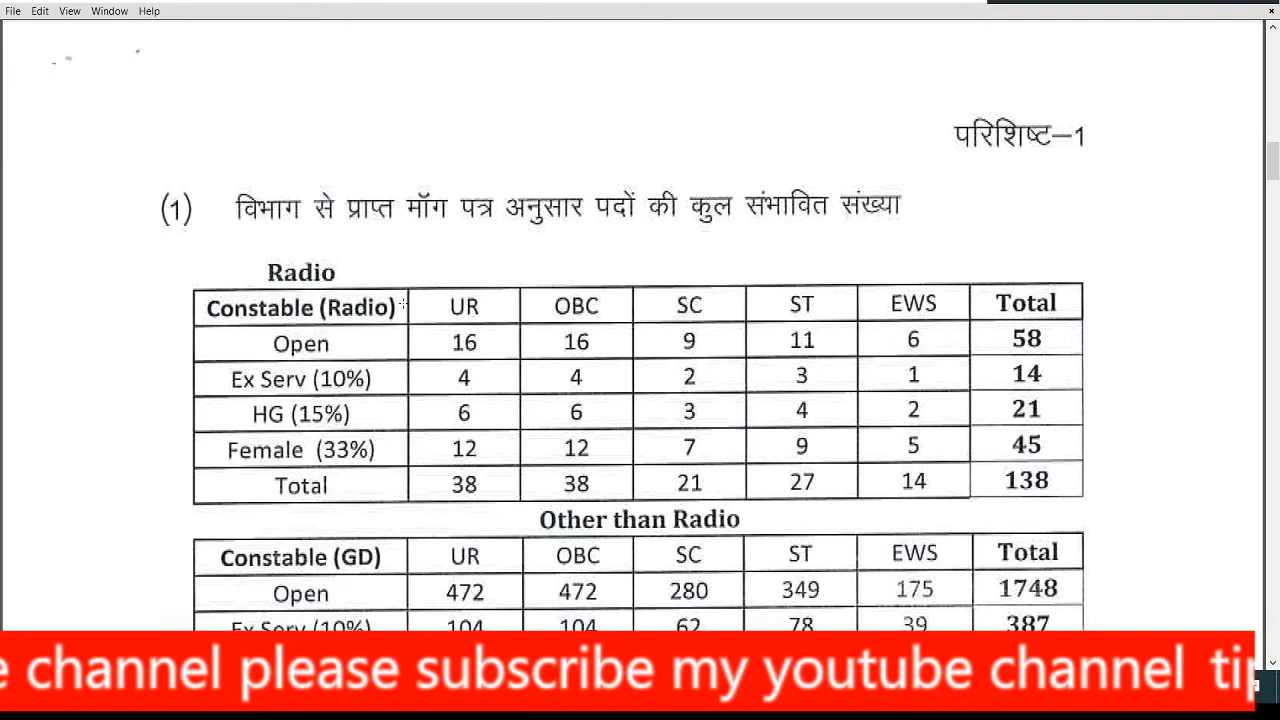 File Edit View Window Help
परिशिष्ट–1
(1) विभाग से प्राप्त मॉग पत्र अनुसार पदों की कुल संभावित संख्या
Radio
Constable (Radio) UR OBC SC ST EWS Total
Open 16 16 9 11 6 58
Ex Serv (10%) 4 4 2 3 1 14
HG (15%) 6 6 3 4 2 21
Female (33%) 12 12 7 9 5 45
Total 38 38 21 27 14 138
Other than Radio
Constable (GD) UR OBC SC ST EWS Total
Open 472 472 280 349 175 1748
Ex Serv (10%) 104 104 62 78 39 387
channel please subscribe my youtube channel